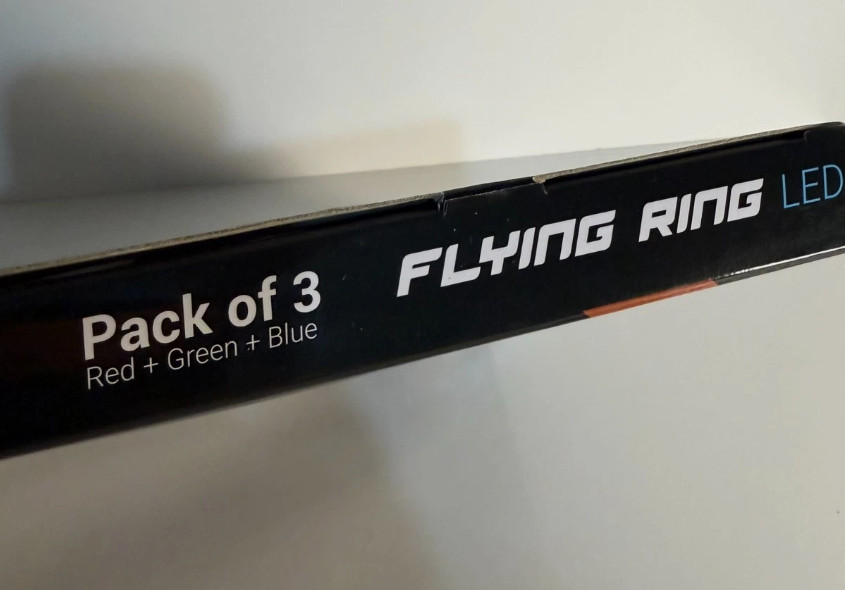 Pack of 3
Red + Green + Blue
FLYING RING LED